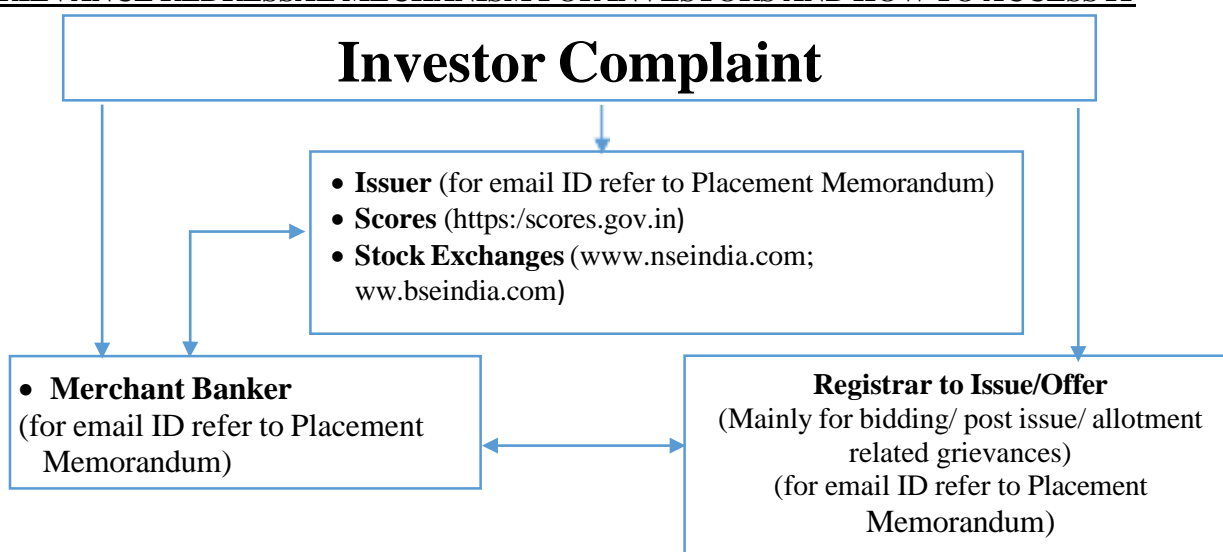 Investor Complaint
• Issuer (for email ID refer to Placement Memorandum)
• Scores (https:/scores.gov.in)
• Stock Exchanges (www.nseindia.com;
ww.bseindia.com)
• Merchant Banker
(for email ID refer to Placement
Memorandum)
Registrar to Issue/Offer
(Mainly for bidding/ post issue/ allotment
related grievances)
(for email ID refer to Placement
Memorandum)